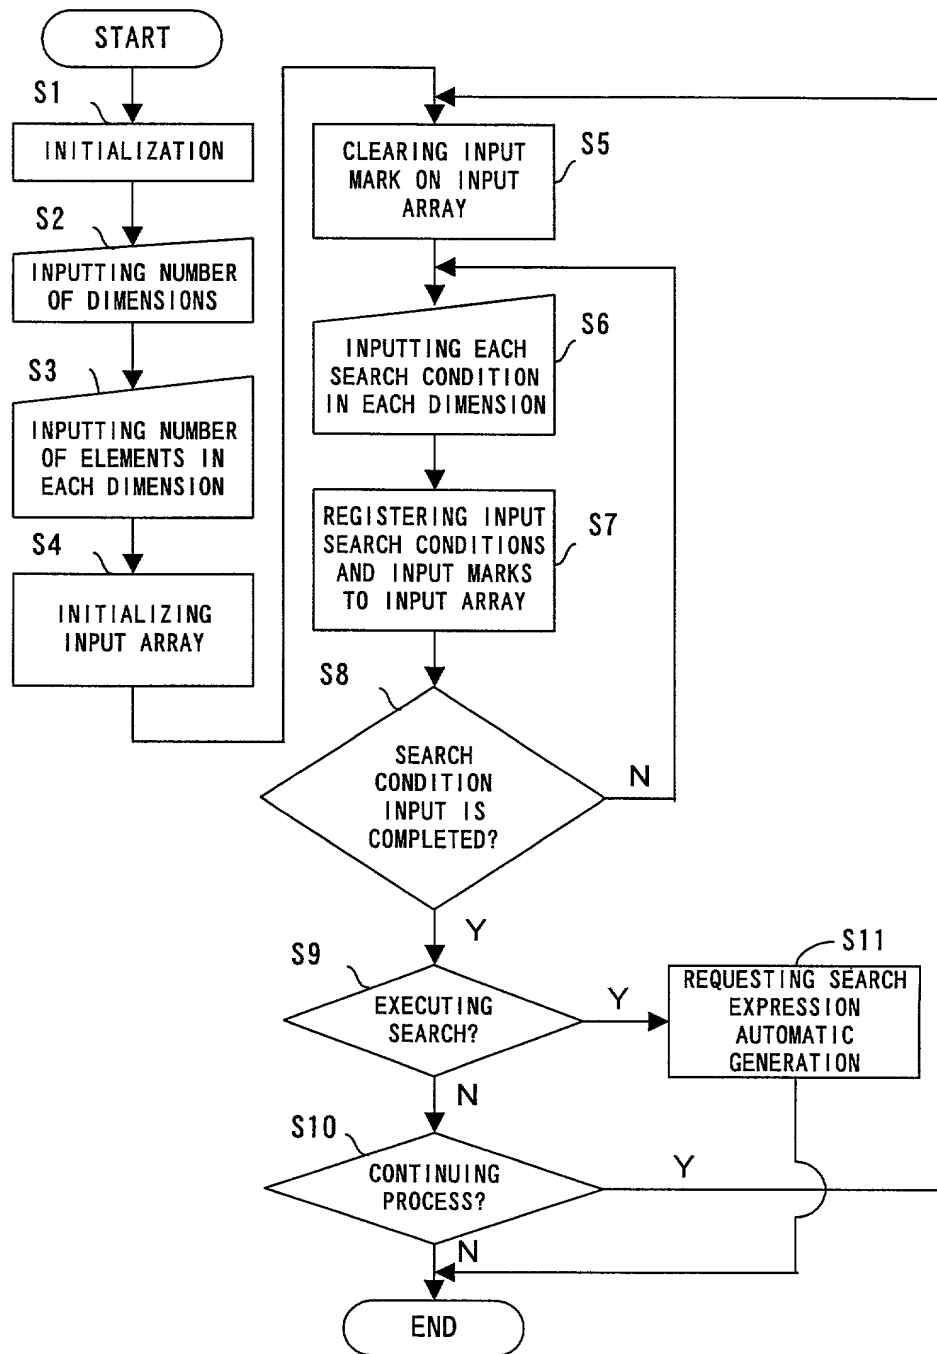 START
S1
INITIALIZATION
S2
INPUTTING NUMBER
OF DIMENSIONS
S3
INPUTTING NUMBER
OF ELEMENTS IN
EACH DIMENSION
S4
INITIALIZING
INPUT ARRAY
S5
CLEARING INPUT
MARK ON INPUT
ARRAY
S6
INPUTTING EACH
SEARCH CONDITION
IN EACH DIMENSION
S7
REGISTERING INPUT
SEARCH CONDITIONS
AND INPUT MARKS
TO INPUT ARRAY
S8
SEARCH
CONDITION
INPUT IS
COMPLETED?
N
Y
S9
EXECUTING
SEARCH?
Y
N
S11
REQUESTING SEARCH
EXPRESSION
AUTOMATIC
GENERATION
S10
CONTINUING
PROCESS?
Y
N
END